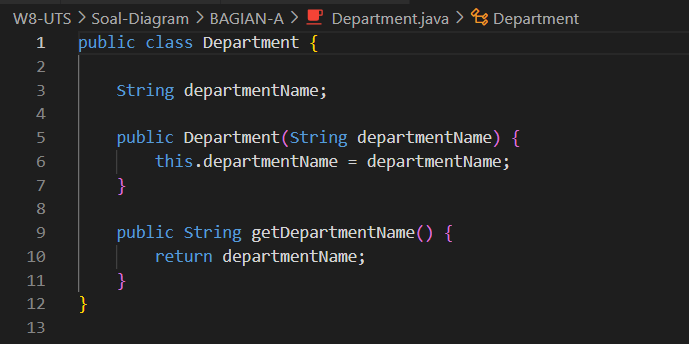 W8-UTS > Soal-Diagram > BAGIAN-A > Department.java > Department
1 public class Department {
2
3     String departmentName;
4
5     public Department(String departmentName) {
6         this.departmentName = departmentName;
7     }
8
9     public String getDepartmentName() {
10         return departmentName;
11     }
12 }
13